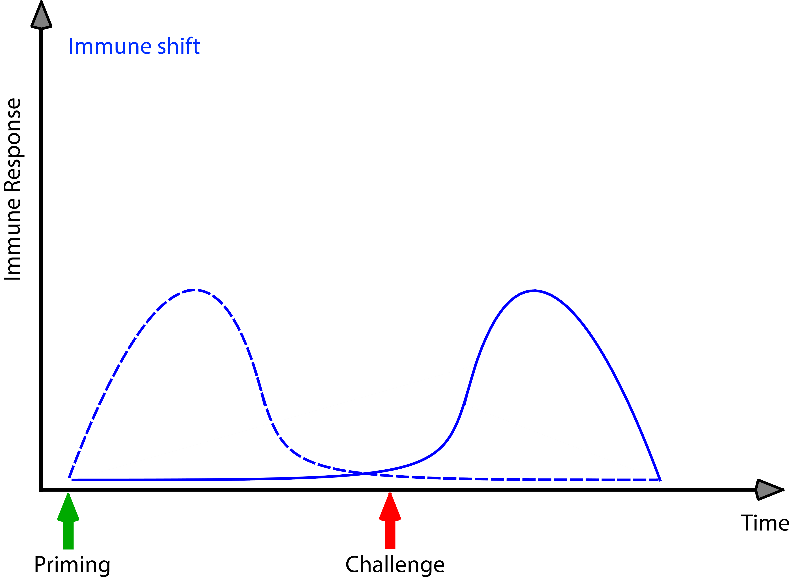 Immune shift
Immune Response
Time
Priming
Challenge